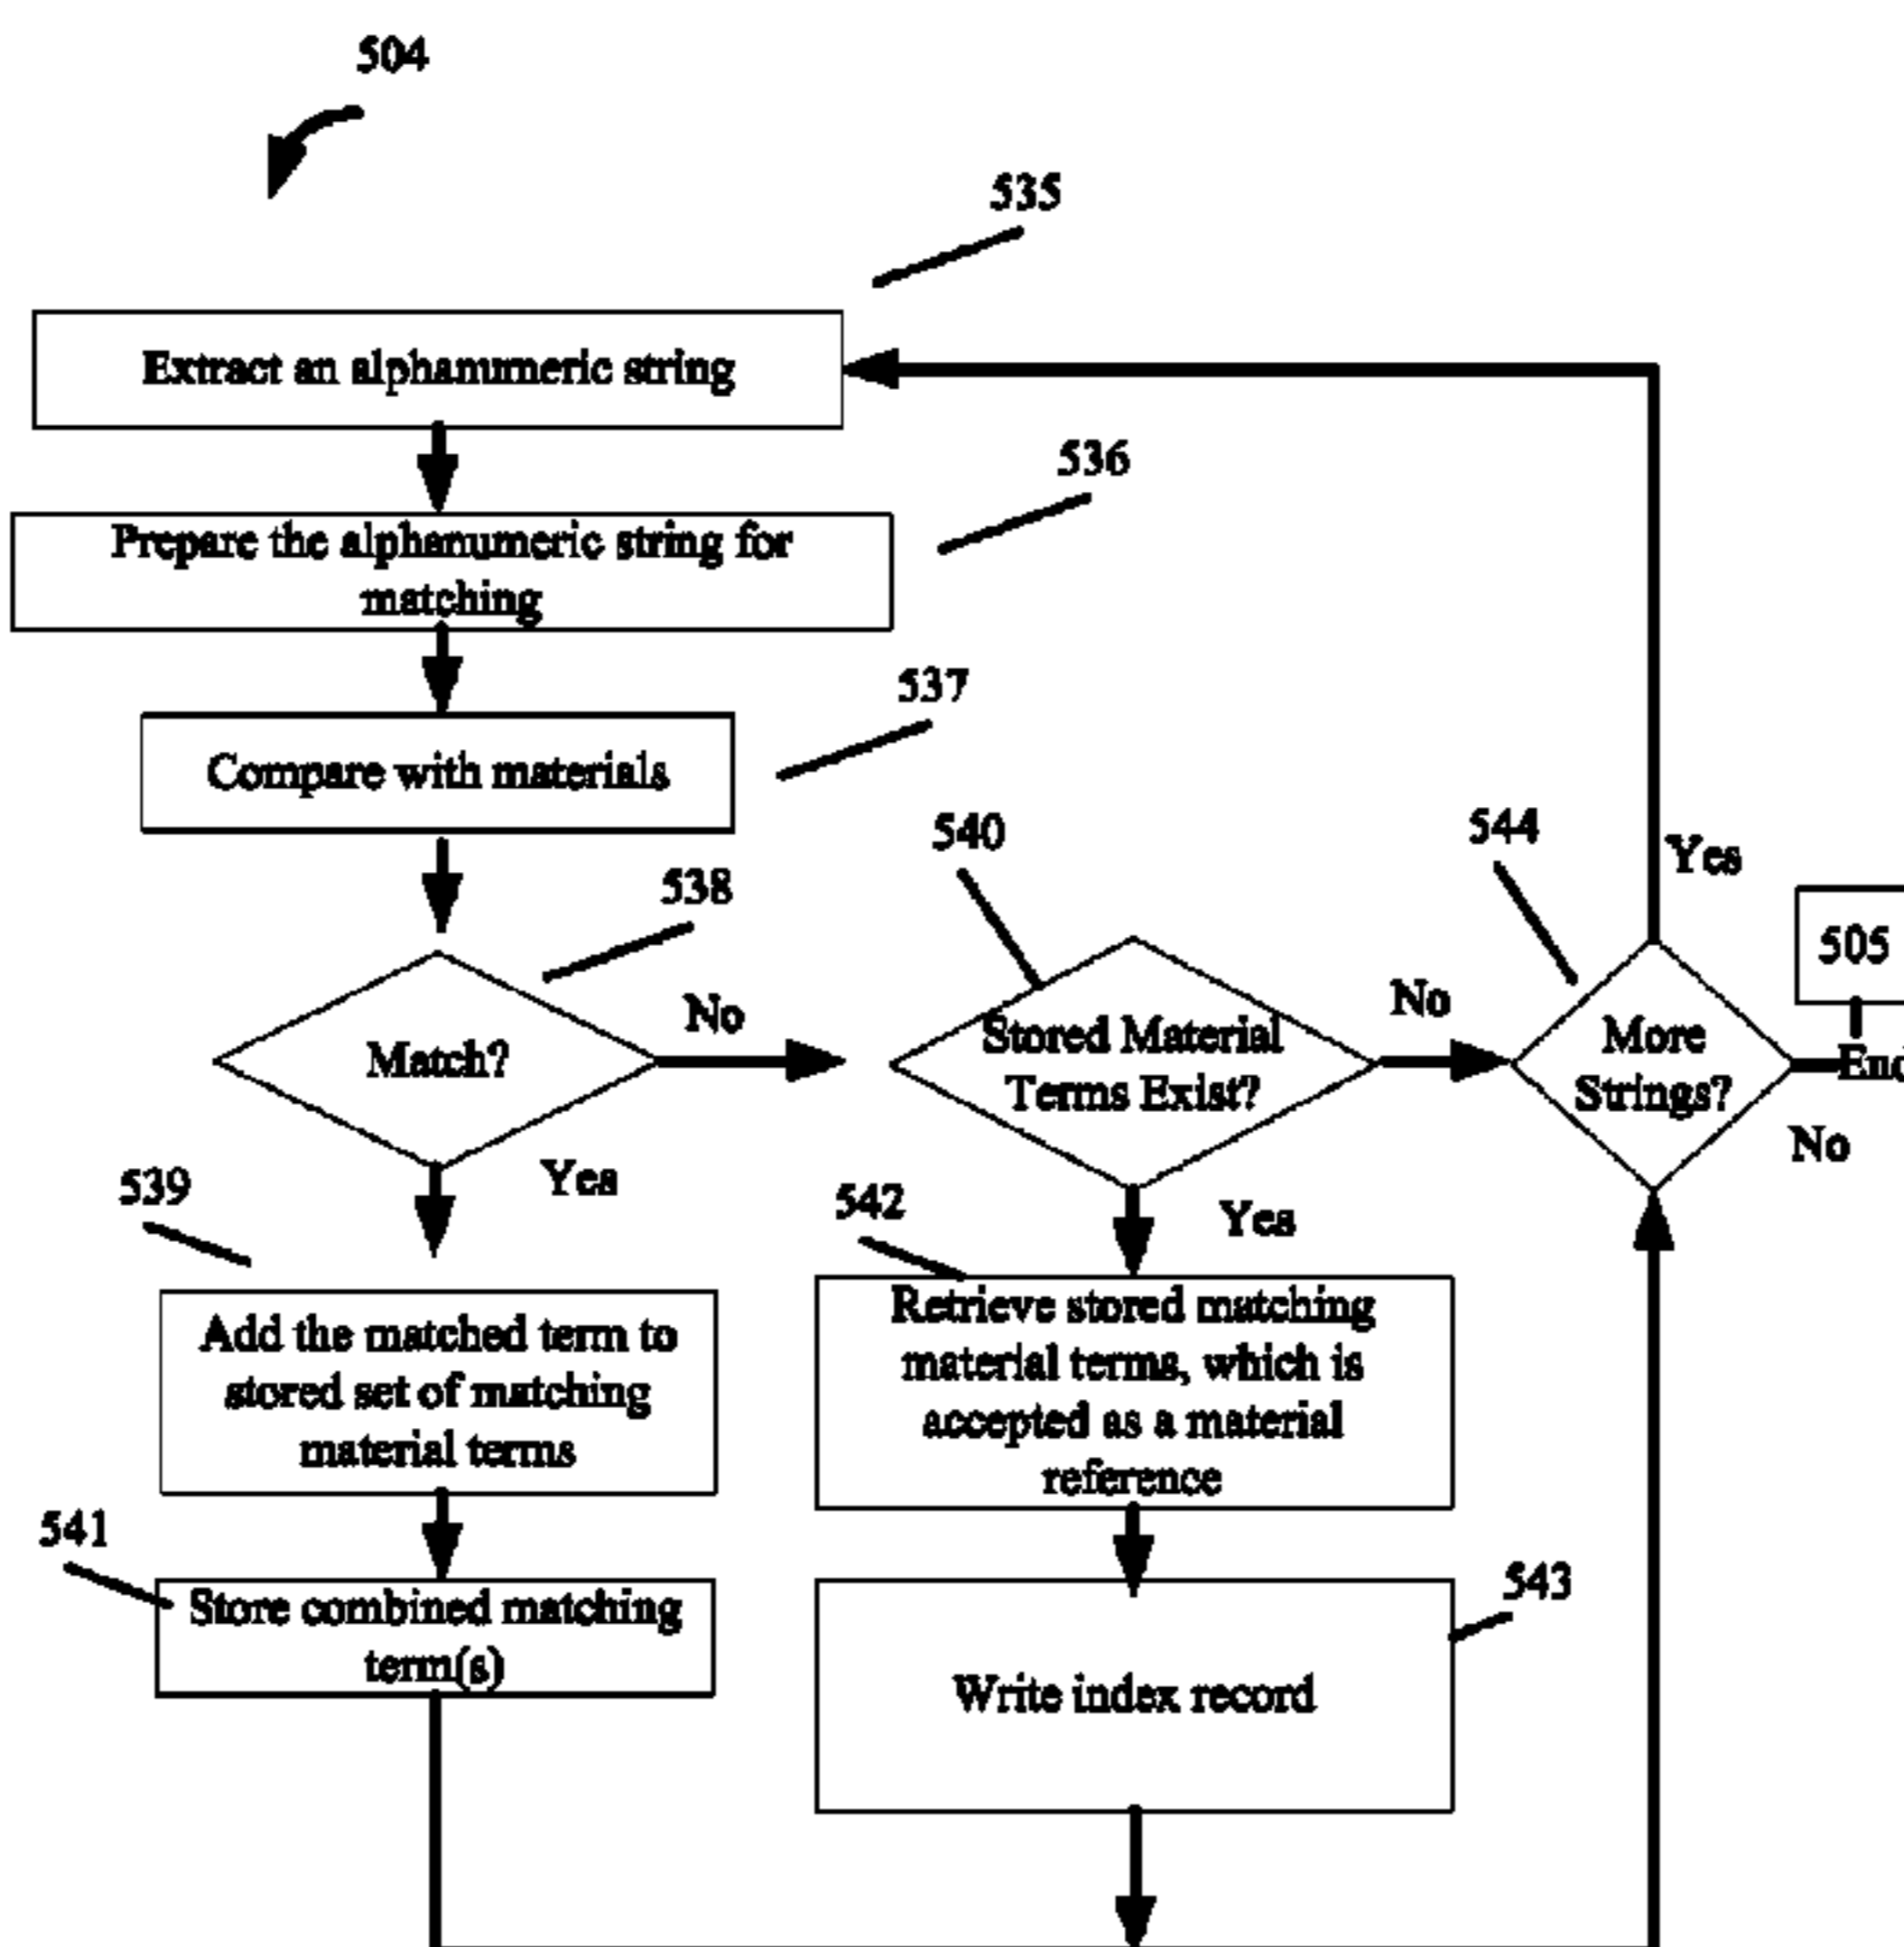 504
535
Extract an alphanumeric string
536
Prepare the alphanumeric string for
matching
537
Compare with materials
538
Match?
No
Yes
540
Stored Material
Terms Exist?
No
Yes
544
Yes
More
Strings?
505
End
No
539
Add the matched term to
stored set of matching
material terms
542
Retrieve stored matching
material terms, which is
accepted as a material
reference
541
Store combined matching
term(s)
543
Write index record